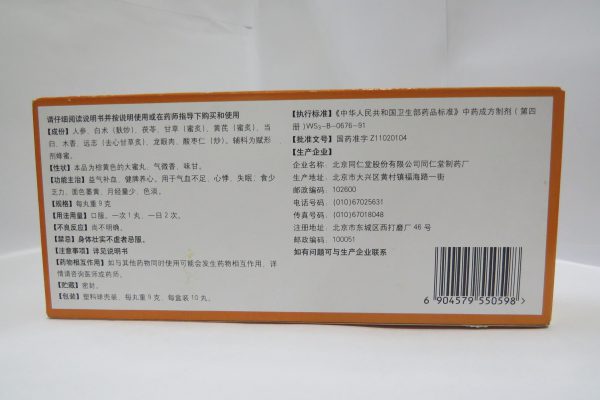 请仔细阅读说明书并按说明使用或在药师指导下购买和使用
【成份】人参、白术（麸炒）、茯苓、甘草（蜜炙）、黄芪（蜜炙）、当
归、木香、远志（去心甘草炙）、龙眼肉、酸枣仁（炒）。辅料为赋形
剂蜂蜜。
【性状】本品为棕黄色的大蜜丸，气微香，味甘。
【功能主治】益气补血，健脾养心。用于气血不足，心悸，失眠，食少
乏力，面色萎黄，月经量少，色淡。
【规格】每丸重9克
【用法用量】口服。一次1丸，一日2次。
【不良反应】尚不明确。
【禁忌】身体壮实不虚者忌服。
【注意事项】详见说明书
【药物相互作用】如与其他药物同时使用可能会发生药物相互作用，详
情请咨询医师或药师。
【贮藏】密封。
【包装】塑料球壳装，每丸重9克，每盒装10丸。
【执行标准】《中华人民共和国卫生部药品标准》中药成方制剂（第四
册）WS3-B-0676-91
【批准文号】国药准字Z11020104
【生产企业】
企业名称 北京同仁堂股份有限公司同仁堂制药厂
生产地址 北京市大兴区黄村镇福海路一街
邮政编码 102600
电话号码 (010)67025631
传真号码 (010)67018048
注册地址 北京市东城区西打磨厂46号
邮政编码 100051
如有问题可与生产企业联系
6 904579 550598 >